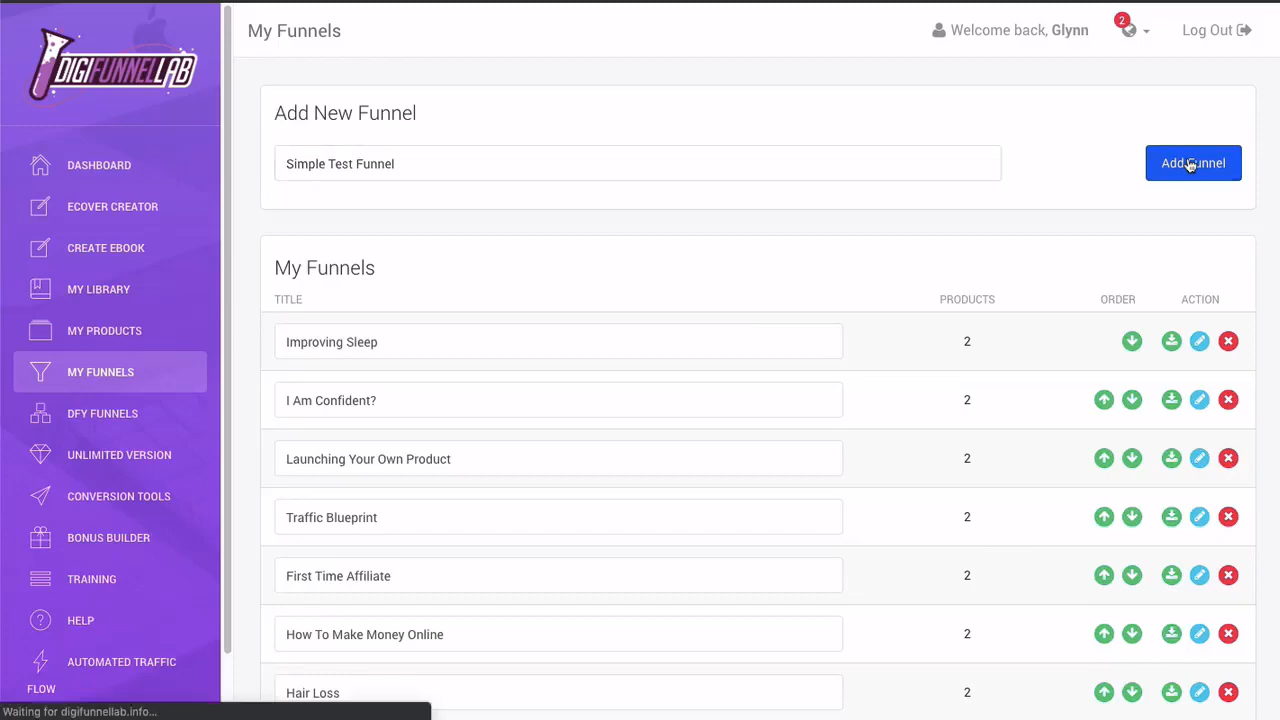 DIGIFUNNELLAB
DASHBOARD
ECOVER CREATOR
CREATE EBOOK
MY LIBRARY
MY PRODUCTS
MY FUNNELS
DFY FUNNELS
UNLIMITED VERSION
CONVERSION TOOLS
BONUS BUILDER
TRAINING
HELP
AUTOMATED TRAFFIC
FLOW
Waiting for digifunnellab.info...
My Funnels
Welcome back, Glynn
2
Log Out
Add New Funnel
Simple Test Funnel
Add Funnel
My Funnels
TITLE PRODUCTS ORDER ACTION
Improving Sleep 2
I Am Confident? 2
Launching Your Own Product 2
Traffic Blueprint 2
First Time Affiliate 2
How To Make Money Online 2
Hair Loss 2